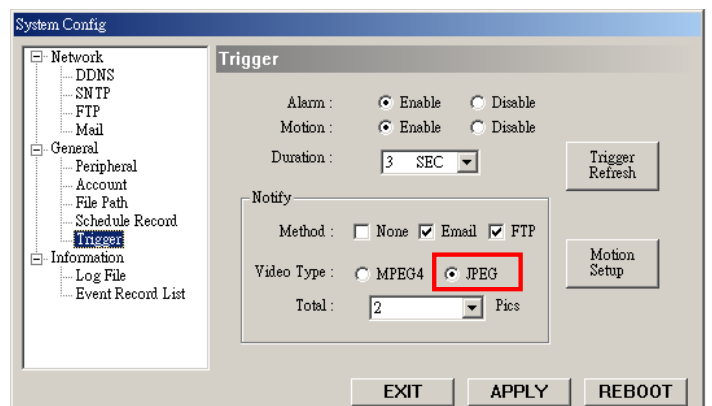 System Config
Network
DDNS
SNTP
FTP
Mail
General
Peripheral
Account
File Path
Schedule Record
Trigger
Information
Log File
Event Record List
Trigger
Alarm : Enable Disable
Motion : Enable Disable
Duration : 3 SEC
Trigger
Refresh
Notify
Method : None Email FTP
Video Type : MPEG4 JPEG
Total : 2 Pics
Motion
Setup
EXIT APPLY REBOOT